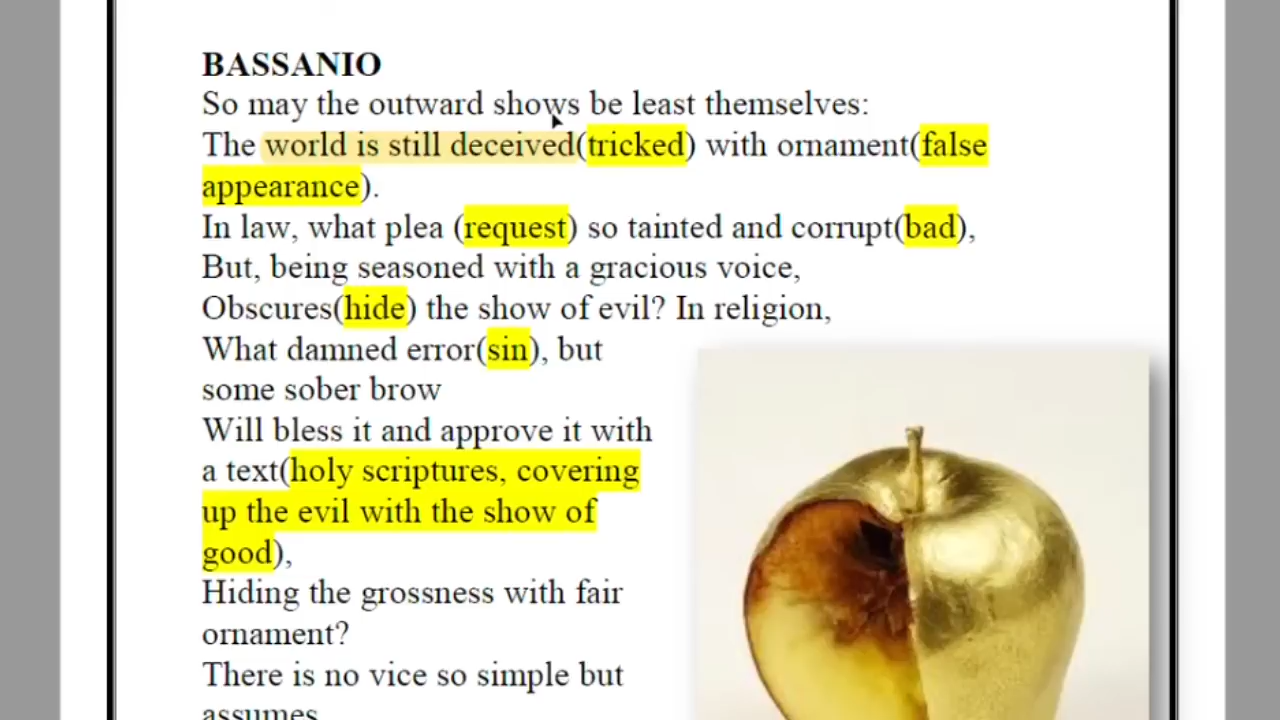 BASSANIO
So may the outward shows be least themselves:
The world is still deceived(tricked) with ornament(false
appearance).
In law, what plea (request) so tainted and corrupt(bad),
But, being seasoned with a gracious voice,
Obscures(hide) the show of evil? In religion,
What damned error(sin), but
some sober brow
Will bless it and approve it with
a text(holy scriptures, covering
up the evil with the show of
good),
Hiding the grossness with fair
ornament?
There is no vice so simple but
assumes